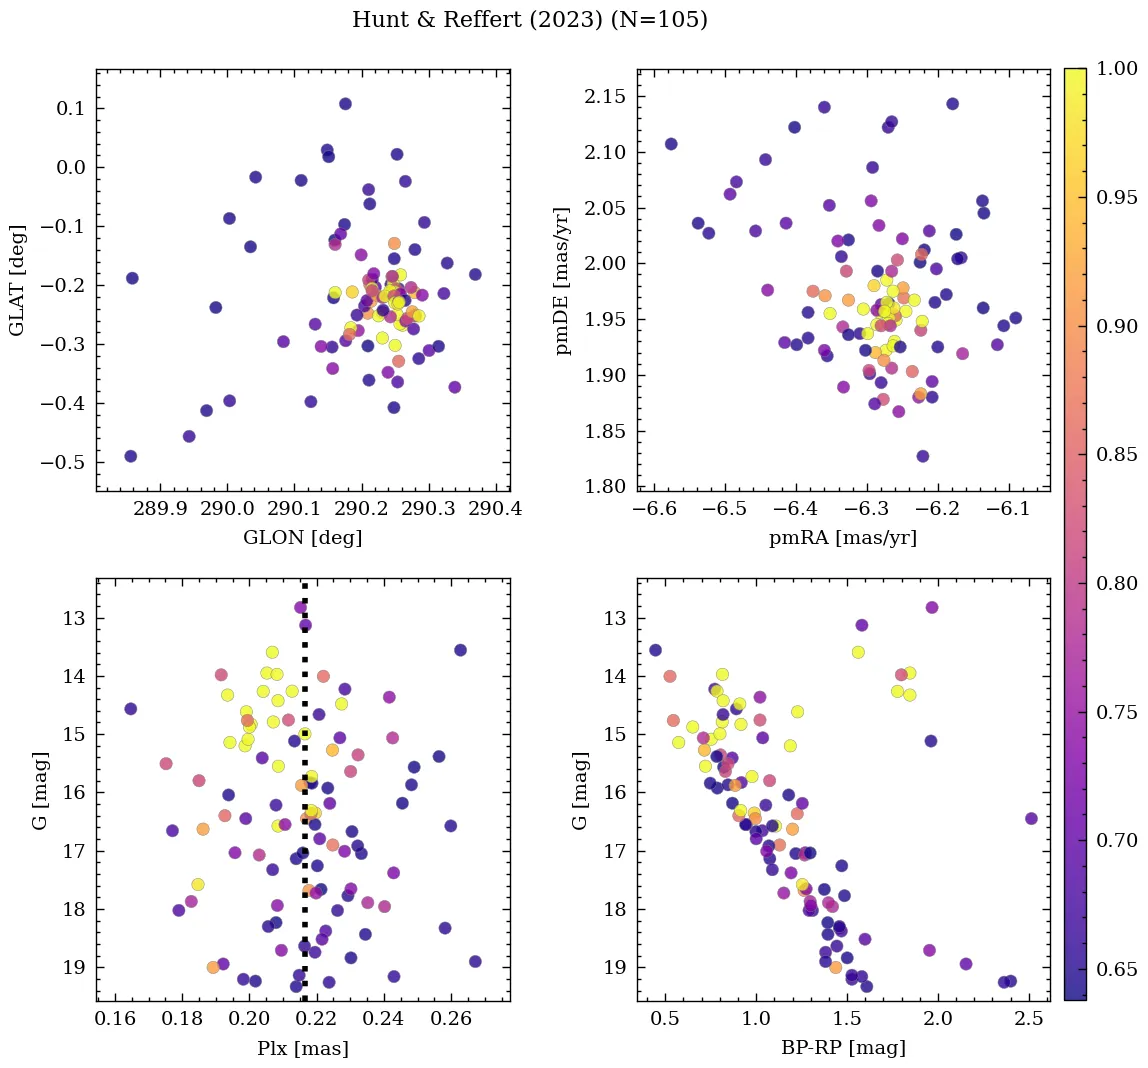 Hunt & Reffert (2023) (N=105)
0.1
0.0
−0.1
−0.2
−0.3
−0.4
−0.5
GLAT [deg]
289.9 290.0 290.1 290.2 290.3 290.4
GLON [deg]
2.15
2.10
2.05
2.00
1.95
1.90
1.85
1.80
pmDE [mas/yr]
−6.6 −6.5 −6.4 −6.3 −6.2 −6.1
pmRA [mas/yr]
13
14
15
16
17
18
19
G [mag]
0.16 0.18 0.20 0.22 0.24 0.26
Plx [mas]
13
14
15
16
17
18
19
G [mag]
0.5 1.0 1.5 2.0 2.5
BP-RP [mag]
1.00
0.95
0.90
0.85
0.80
0.75
0.70
0.65